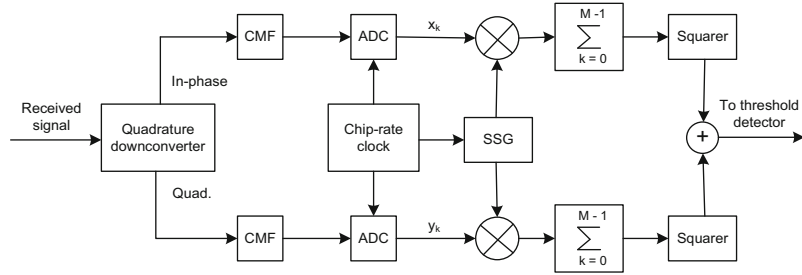 CMF
ADC
x_k
M -1
∑
k = 0
Squarer
In-phase
Received
signal
Quadrature
downconverter
Chip-rate
clock
SSG
+
To threshold
detector
Quad.
CMF
ADC
y_k
M - 1
∑
k = 0
Squarer